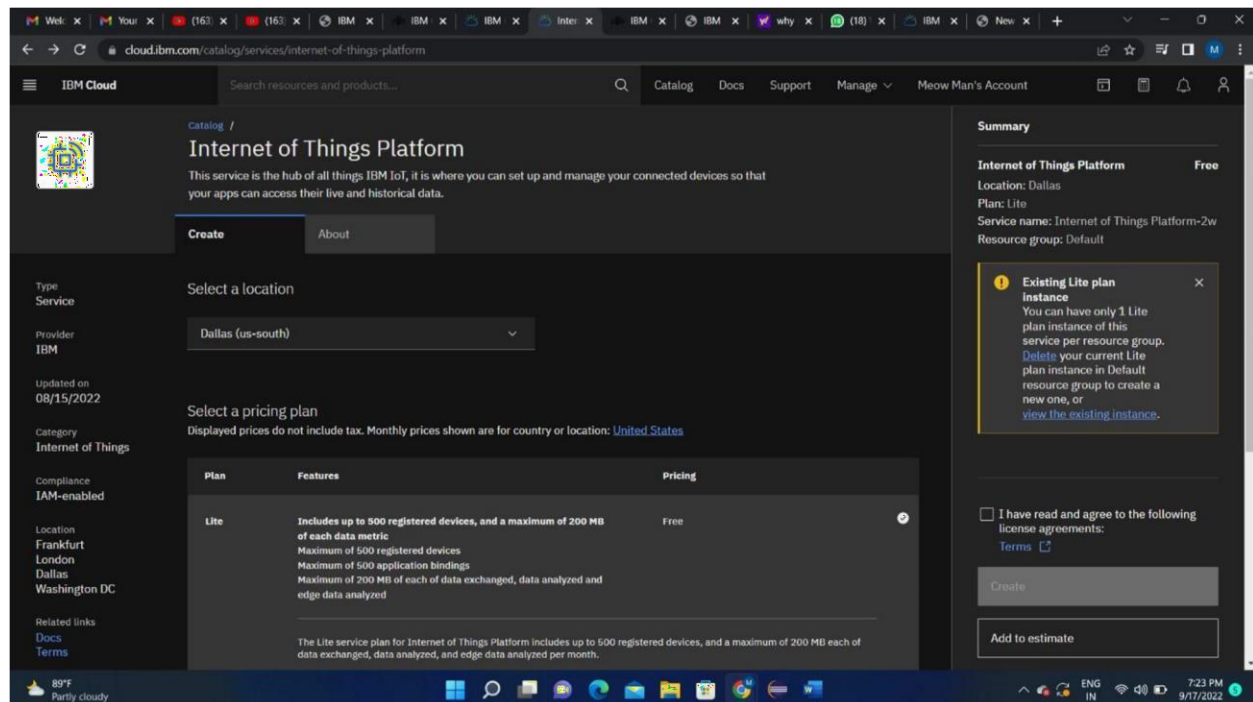 Welc
Your
(163)
(163)
IBM
IBM
IBM
Inter
IBM
IBM
why
(18)
IBM
New
cloud.ibm.com/catalog/services/internet-of-things-platform
M
IBM Cloud
Search resources and products...
Catalog
Docs
Support
Manage
Meow Man's Account
Catalog /
Internet of Things Platform
This service is the hub of all things IBM IoT, it is where you can set up and manage your connected devices so that
your apps can access their live and historical data.
Create
About
Type
Service
Provider
IBM
Updated on
08/15/2022
Category
Internet of Things
Compliance
IAM-enabled
Location
Frankfurt
London
Dallas
Washington DC
Related links
Docs
Terms
Select a location
Dallas (us-south)
Select a pricing plan
Displayed prices do not include tax. Monthly prices shown are for country or location: United States
Plan
Features
Pricing
Lite
Includes up to 500 registered devices, and a maximum of 200 MB
of each data metric
Maximum of 500 registered devices
Maximum of 500 application bindings
Maximum of 200 MB of each of data exchanged, data analyzed and
edge data analyzed
Free
The Lite service plan for Internet of Things Platform includes up to 500 registered devices, and a maximum of 200 MB each of
data exchanged, data analyzed, and edge data analyzed per month.
Summary
Internet of Things Platform
Free
Location: Dallas
Plan: Lite
Service name: Internet of Things Platform-2w
Resource group: Default
Existing Lite plan
instance
You can have only 1 Lite
plan instance of this
service per resource group.
Delete your current Lite
plan instance in Default
resource group to create a
new one, or
view the existing instance.
I have read and agree to the following
license agreements:
Terms
Create
Add to estimate
89°F
Partly cloudy
ENG
IN
7:23 PM
9/17/2022